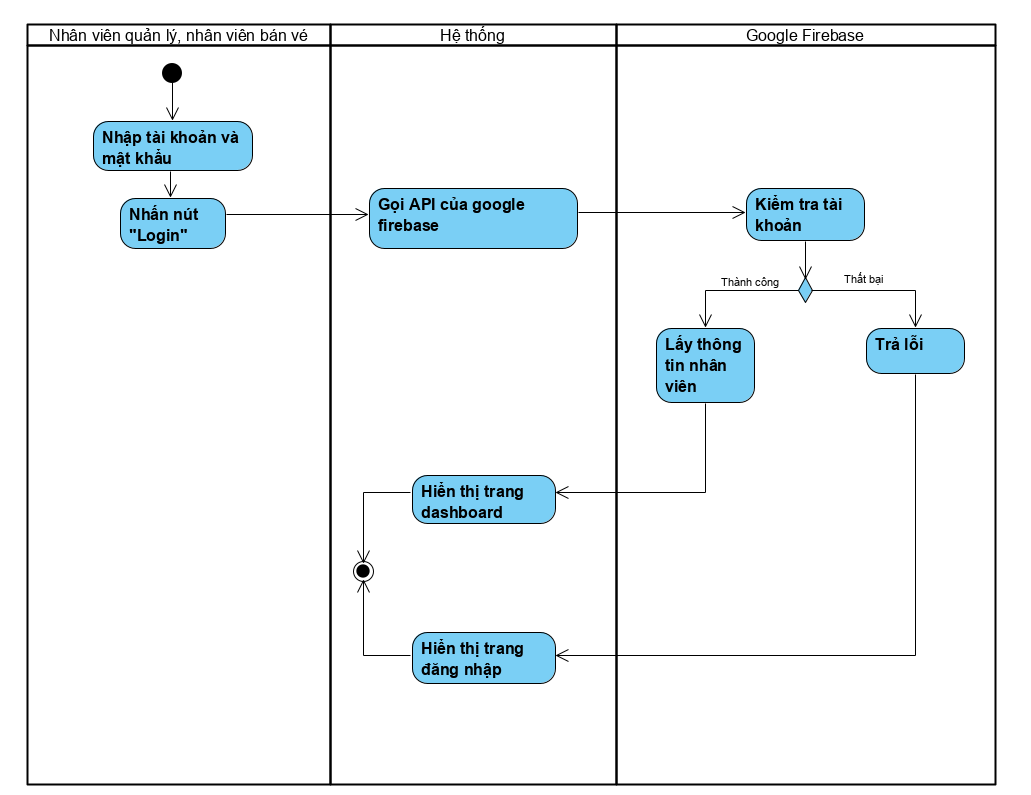 Nhân viên quản lý, nhân viên bán vé
Hệ thống
Google Firebase
Nhập tài khoản và
mật khẩu
Nhấn nút
"Login"
Gọi API của google
firebase
Kiểm tra tài
khoản
Thành công
Thất bại
Lấy thông
tin nhân
viên
Trả lỗi
Hiển thị trang
dashboard
Hiển thị trang
đăng nhập